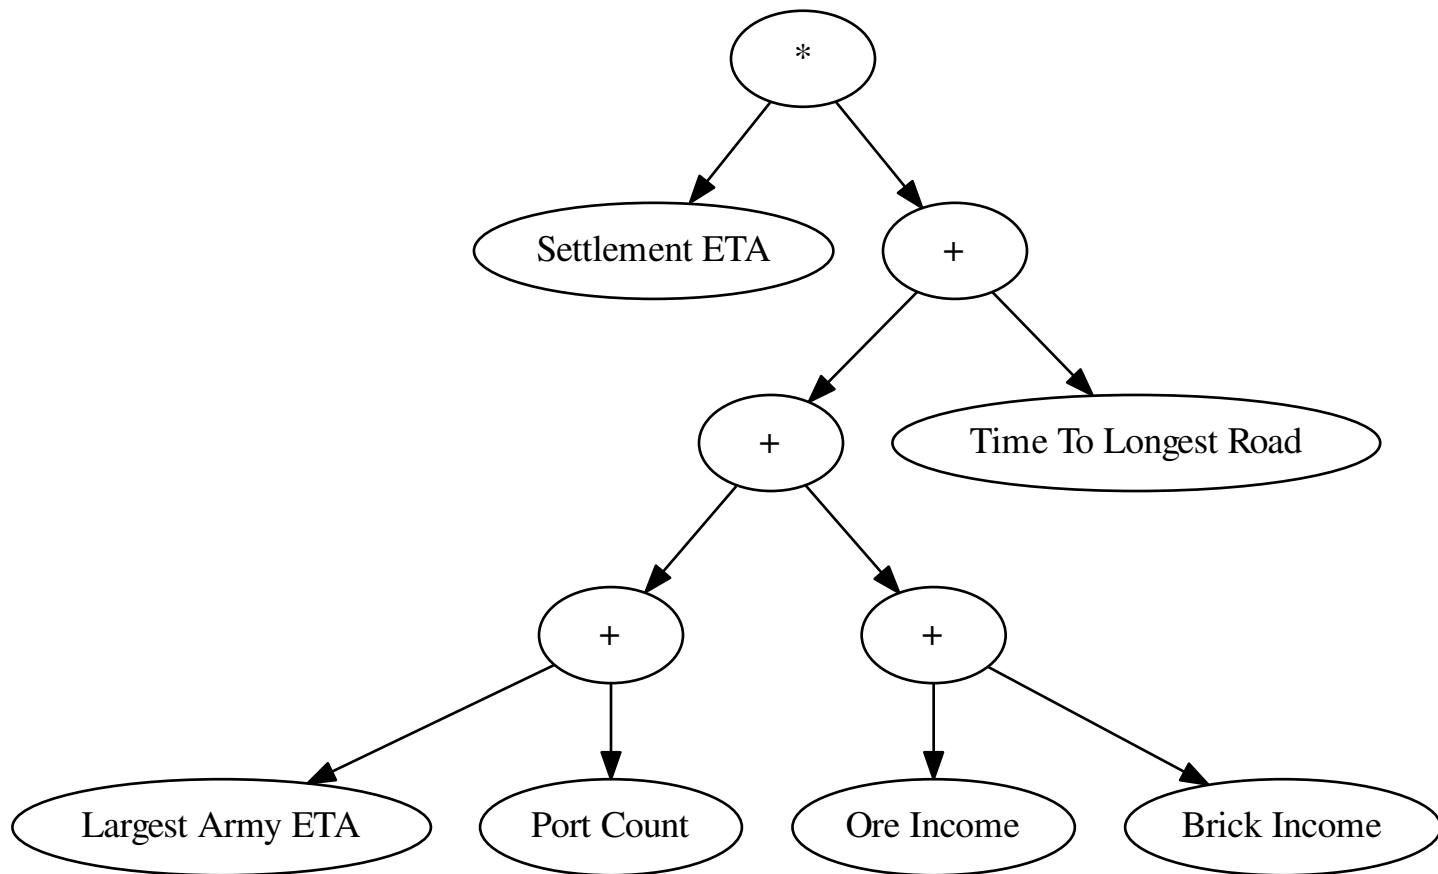 *
Settlement ETA
+
+
Time To Longest Road
+
+
Largest Army ETA
Port Count
Ore Income
Brick Income